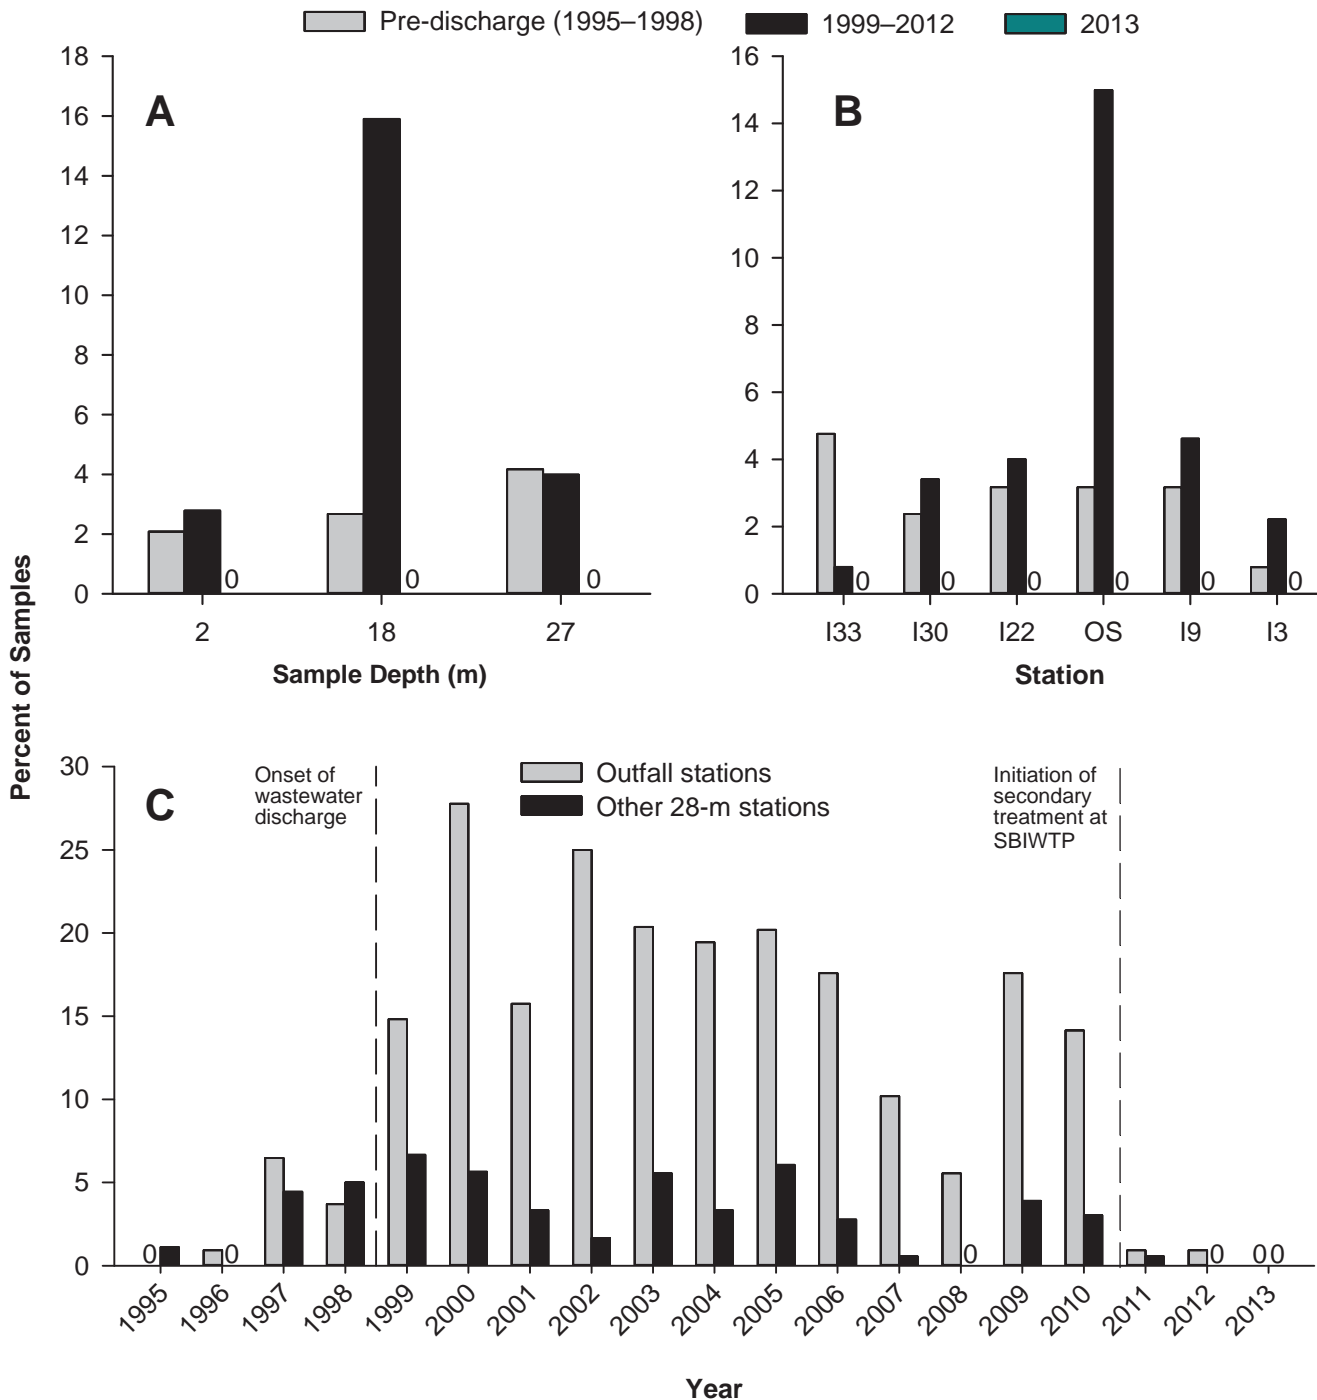 Pre-discharge (1995–1998) 1999–2012 2013
A
18
16
14
12
10
8
6
4
2
0
0 0 0
2 18 27
Sample Depth (m)
B
16
14
12
10
8
6
4
2
0
0 0 0 0 0 0
I33 I30 I22 OS I9 I3
Station
Percent of Samples
C
30
25
20
15
10
5
0
Onset of
wastewater
discharge
Outfall stations
Other 28-m stations
Initiation of
secondary
treatment at
SBIWTP
0 0 0 0 0 0
1995 1996 1997 1998 1999 2000 2001 2002 2003 2004 2005 2006 2007 2008 2009 2010 2011 2012 2013
Year